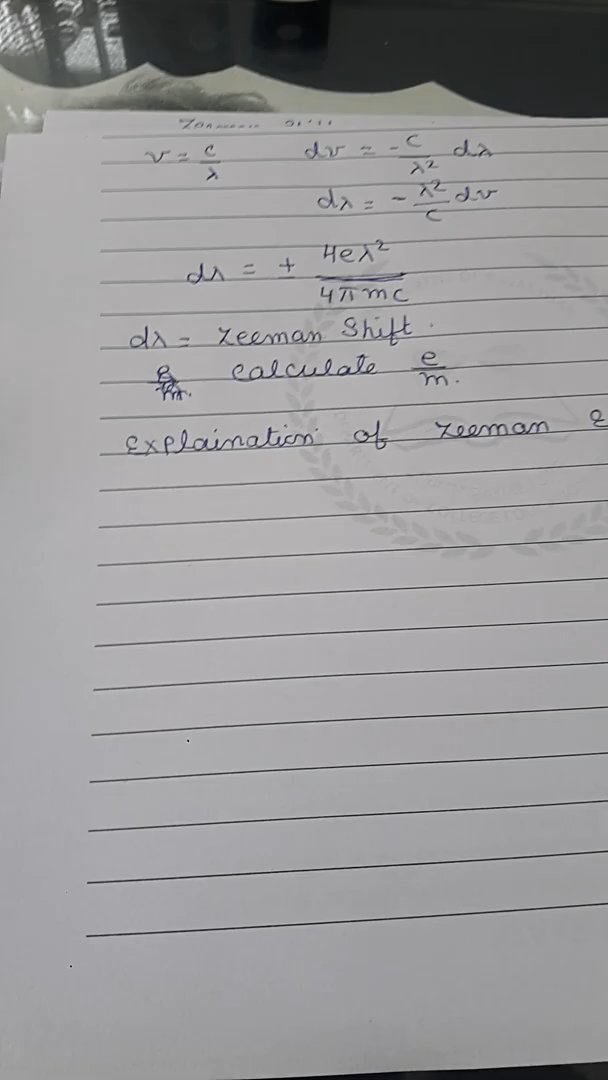 ν = c/λ dν = -c/λ² dλ
dλ = - λ²/c dν
dλ = ± 4eλ²/4πmc
dλ = Zeeman Shift.
calculate e/m.
explaination of Zeeman